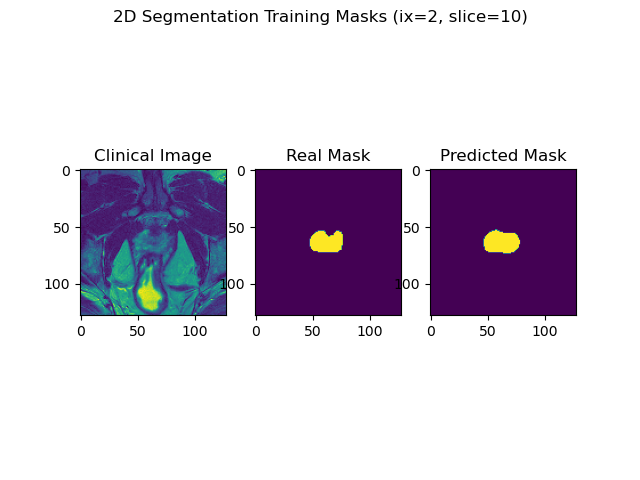 2D Segmentation Training Masks (ix=2, slice=10)
Clinical Image Real Mask Predicted Mask
0 0 0
50 50 50
100 100 100
0 50 100 0 50 100 0 50 100